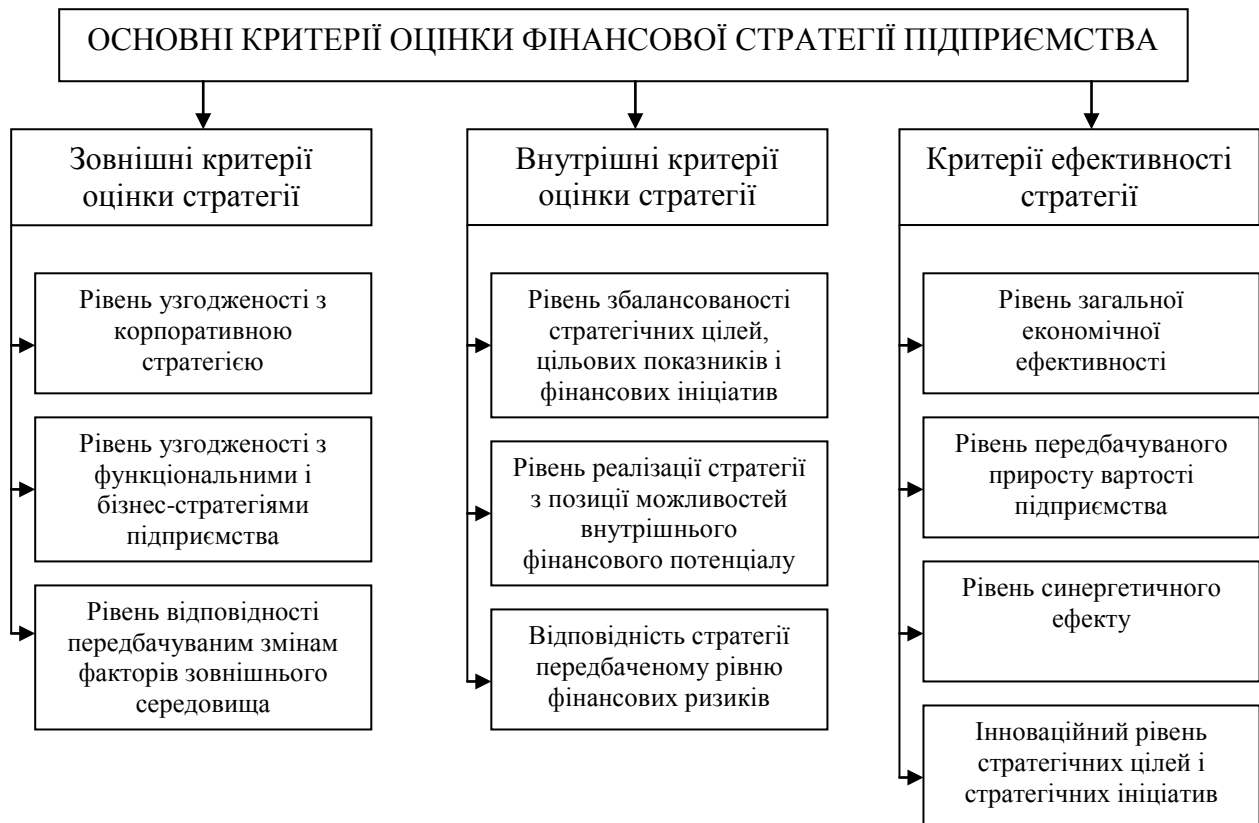 ОСНОВНІ КРИТЕРІЇ ОЦІНКИ ФІНАНСОВОЇ СТРАТЕГІЇ ПІДПРИЄМСТВА
Зовнішні критерії
оцінки стратегії
Рівень узгодженості з
корпоративною
стратегією
Рівень узгодженості з
функціональними і
бізнес-стратегіями
підприємства
Рівень відповідності
передбачуваним змінам
факторів зовнішнього
середовища
Внутрішні критерії
оцінки стратегії
Рівень збалансованості
стратегічних цілей,
цільових показників і
фінансових ініціатив
Рівень реалізації стратегії
з позиції можливостей
внутрішнього
фінансового потенціалу
Відповідність стратегії
передбаченому рівню
фінансових ризиків
Критерії ефективності
стратегії
Рівень загальної
економічної
ефективності
Рівень передбачуваного
приросту вартості
підприємства
Рівень синергетичного
ефекту
Інноваційний рівень
стратегічних цілей і
стратегічних ініціатив